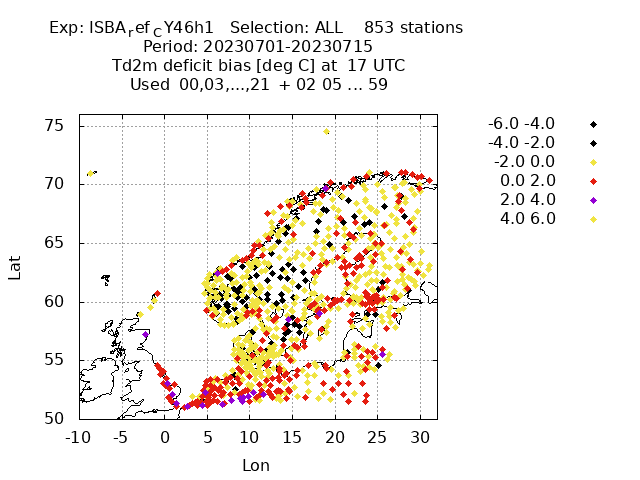 Exp: ISBArefCY46h1 Selection: ALL 853 stations
Period: 20230701-20230715
Td2m deficit bias [deg C] at 17 UTC
Used 00,03,...,21 + 02 05 ... 59
-6.0 -4.0
-4.0 -2.0
-2.0 0.0
0.0 2.0
2.0 4.0
4.0 6.0
75
70
65
60
55
50
Lat
-10 -5 0 5 10 15 20 25 30
Lon